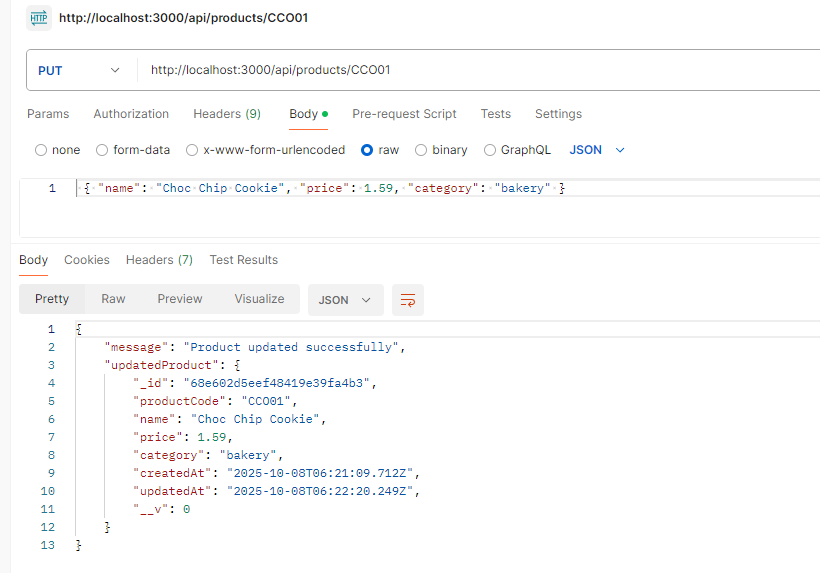 HTTP http://localhost:3000/api/products/CCO01
PUT http://localhost:3000/api/products/CCO01
Params Authorization Headers (9) Body Pre-request Script Tests Settings
none form-data x-www-form-urlencoded raw binary GraphQL JSON
1 { "name": "Choc Chip Cookie", "price": 1.59, "category": "bakery" }
Body Cookies Headers (7) Test Results
Pretty Raw Preview Visualize JSON
1 {
2 "message": "Product updated successfully",
3 "updatedProduct": {
4 "_id": "68e602d5eef48419e39fa4b3",
5 "productCode": "CCO01",
6 "name": "Choc Chip Cookie",
7 "price": 1.59,
8 "category": "bakery",
9 "createdAt": "2025-10-08T06:21:09.712Z",
10 "updatedAt": "2025-10-08T06:22:20.249Z",
11 "__v": 0
12 }
13 }